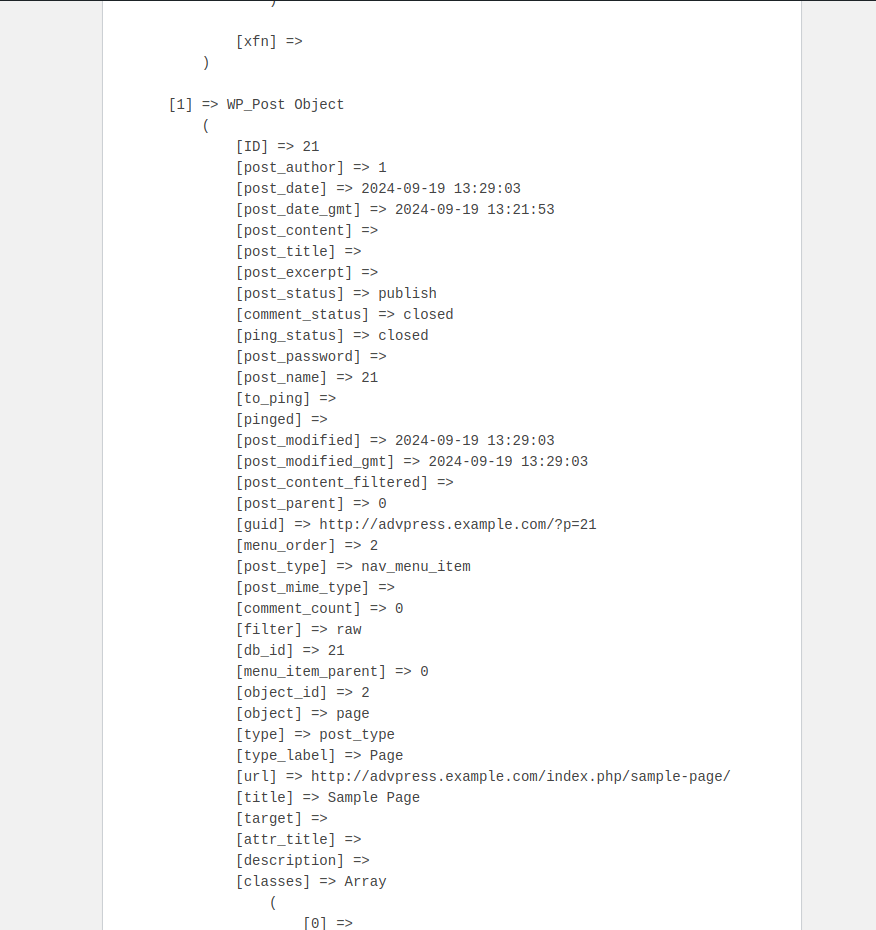 )
[xfn] =>
)
[1] => WP_Post Object
(
[ID] => 21
[post_author] => 1
[post_date] => 2024-09-19 13:29:03
[post_date_gmt] => 2024-09-19 13:21:53
[post_content] =>
[post_title] =>
[post_excerpt] =>
[post_status] => publish
[comment_status] => closed
[ping_status] => closed
[post_password] =>
[post_name] => 21
[to_ping] =>
[pinged] =>
[post_modified] => 2024-09-19 13:29:03
[post_modified_gmt] => 2024-09-19 13:29:03
[post_content_filtered] =>
[post_parent] => 0
[guid] => http://advpress.example.com/?p=21
[menu_order] => 2
[post_type] => nav_menu_item
[post_mime_type] =>
[comment_count] => 0
[filter] => raw
[db_id] => 21
[menu_item_parent] => 0
[object_id] => 2
[object] => page
[type] => post_type
[type_label] => Page
[url] => http://advpress.example.com/index.php/sample-page/
[title] => Sample Page
[target] =>
[attr_title] =>
[description] =>
[classes] => Array
(
[0] =>